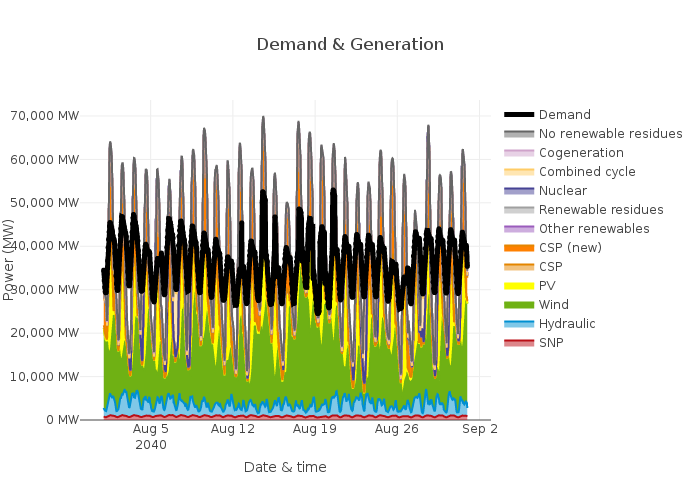 Demand & Generation
70,000 MW
60,000 MW
50,000 MW
40,000 MW
30,000 MW
20,000 MW
10,000 MW
0 MW
Power (MW)
Aug 5
2040
Aug 12
Aug 19
Aug 26
Sep 2
Date & time
Demand
No renewable residues
Cogeneration
Combined cycle
Nuclear
Renewable residues
Other renewables
CSP (new)
CSP
PV
Wind
Hydraulic
SNP